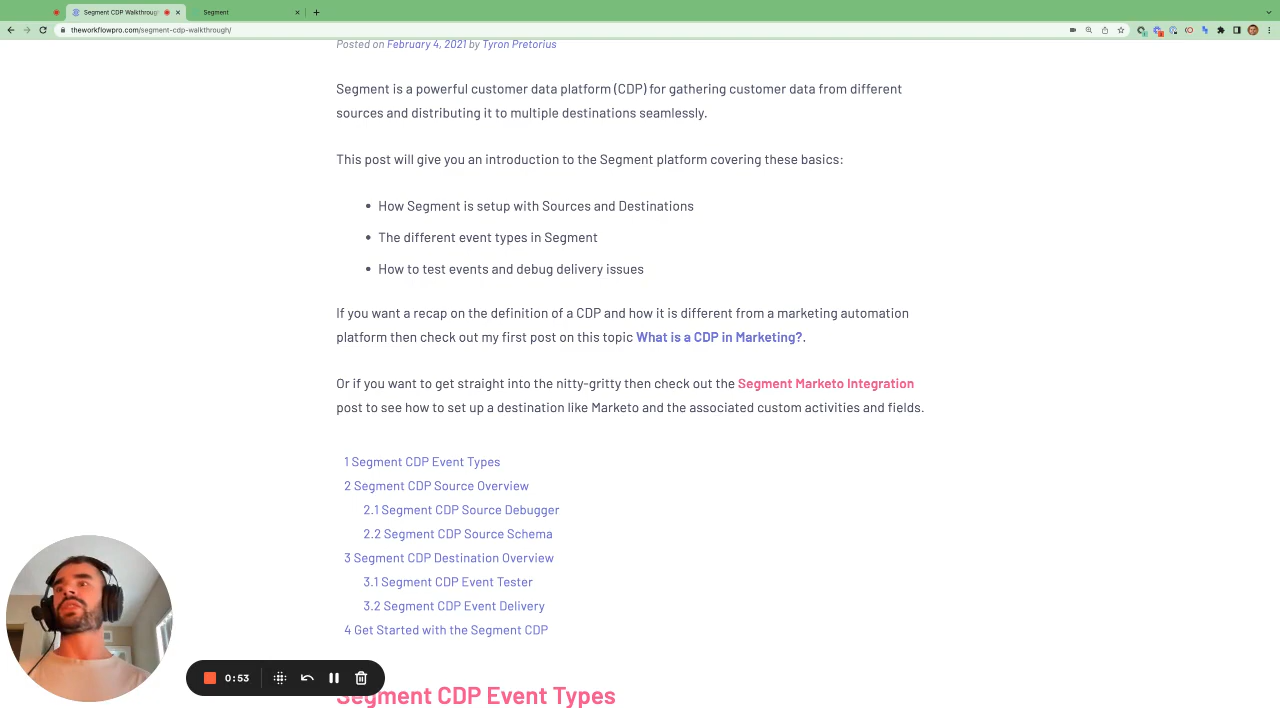 Segment CDP Walkthroug
Segment
theworkflowpro.com/segment-cdp-walkthrough/
Posted on February 4, 2021 by Tyron Pretorius
Segment is a powerful customer data platform (CDP) for gathering customer data from different
sources and distributing it to multiple destinations seamlessly.
This post will give you an introduction to the Segment platform covering these basics:
• How Segment is setup with Sources and Destinations
• The different event types in Segment
• How to test events and debug delivery issues
If you want a recap on the definition of a CDP and how it is different from a marketing automation
platform then check out my first post on this topic What is a CDP in Marketing?.
Or if you want to get straight into the nitty-gritty then check out the Segment Marketo Integration
post to see how to set up a destination like Marketo and the associated custom activities and fields.
1 Segment CDP Event Types
2 Segment CDP Source Overview
2.1 Segment CDP Source Debugger
2.2 Segment CDP Source Schema
3 Segment CDP Destination Overview
3.1 Segment CDP Event Tester
3.2 Segment CDP Event Delivery
4 Get Started with the Segment CDP
0:53
Segment CDP Event Types